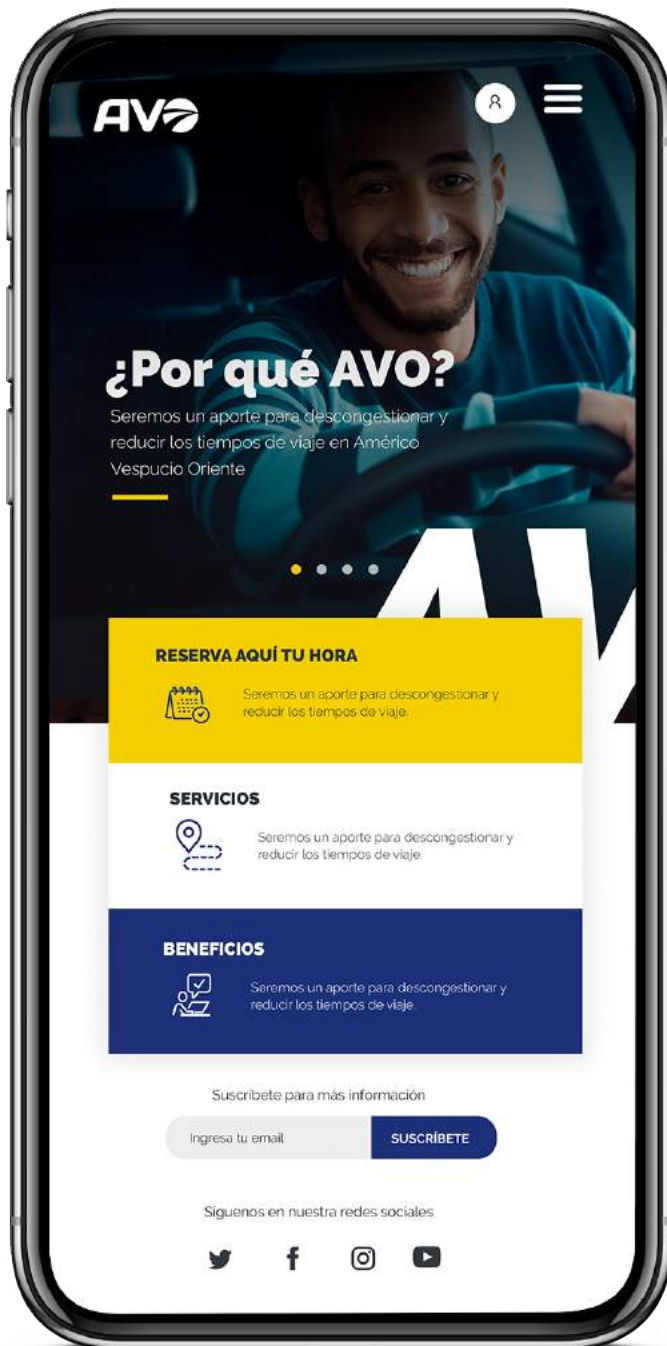 AVO
¿Por qué AVO?
Seremos un aporte para descongestionar y
reducir los tiempos de viaje en Américo
Vespucio Oriente
AV
RESERVA AQUÍ TU HORA
Seremos un aporte para descongestionar y
reducir los tiempos de viaje.
SERVICIOS
Seremos un aporte para descongestionar y
reducir los tiempos de viaje.
BENEFICIOS
Seremos un aporte para descongestionar y
reducir los tiempos de viaje.
Suscríbete para más información
Ingresa tu email
SUSCRÍBETE
Síguenos en nuestra redes sociales